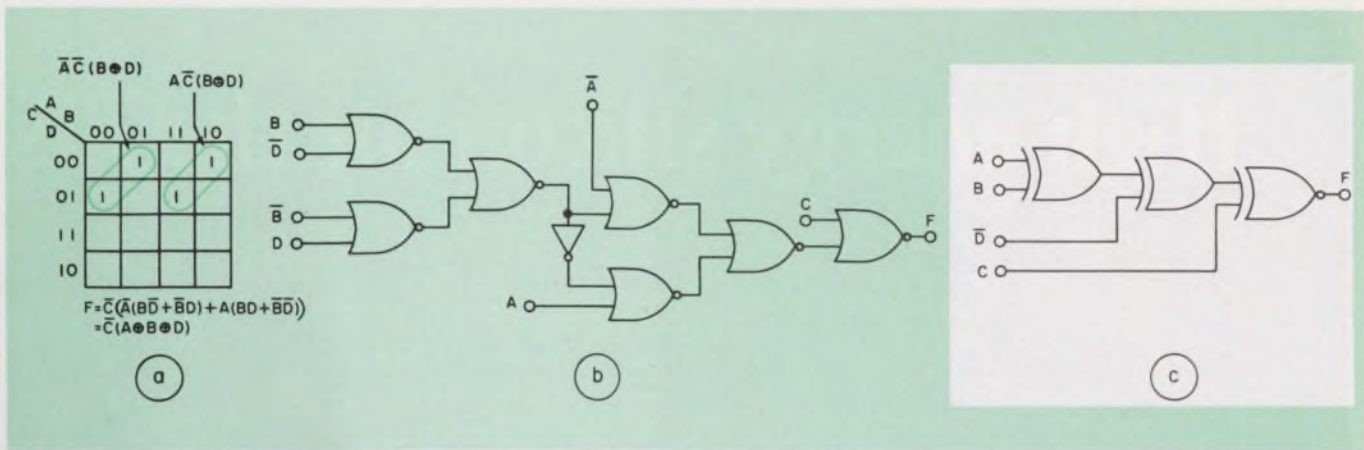 A̅C̅(B⊕D)
AC̅(B⊙D)
A
C B
D 00 01 11 10
00 1 1
01 1 1
11
10
F=C̅(A̅(BD̅+B̅D)+A(BD+B̅D̅))
=C̅(A⊕B⊕D)
a
B
D̅
B̅
D
A̅
A
C
F
b
A
B
D̅
C
F
c